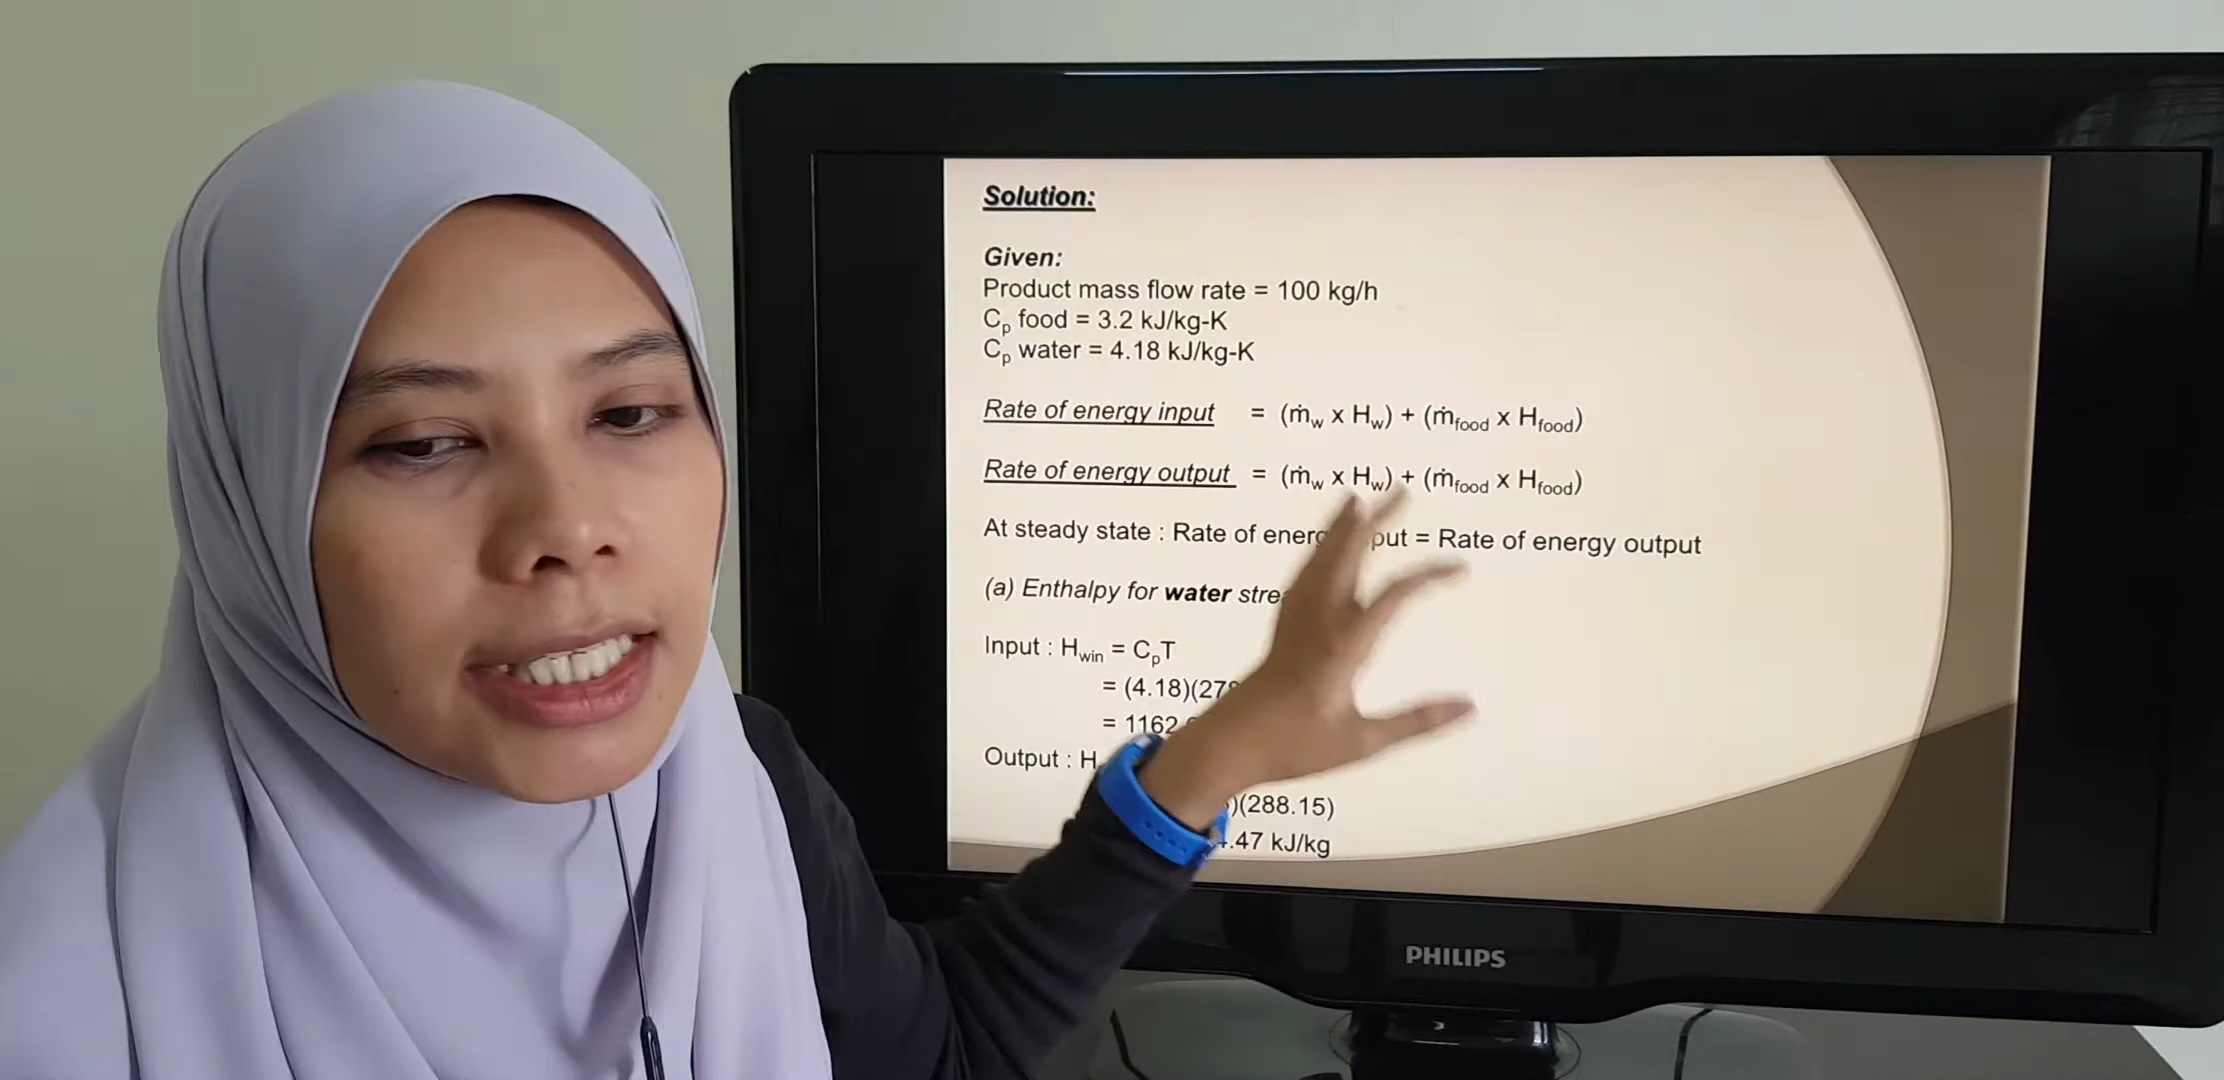 Solution:
Given:
Product mass flow rate = 100 kg/h
Cp food = 3.2 kJ/kg-K
Cp water = 4.18 kJ/kg-K
Rate of energy input = (ṁw x Hw) + (ṁfood x Hfood)
Rate of energy output = (ṁw x Hw) + (ṁfood x Hfood)
At steady state : Rate of put = Rate of energy output
(a) Enthalpy for water
Input : Hwin = CpT
= (4.18)(27
= 1162
Output : H
)(288.15)
.47 kJ/kg
PHILIPS